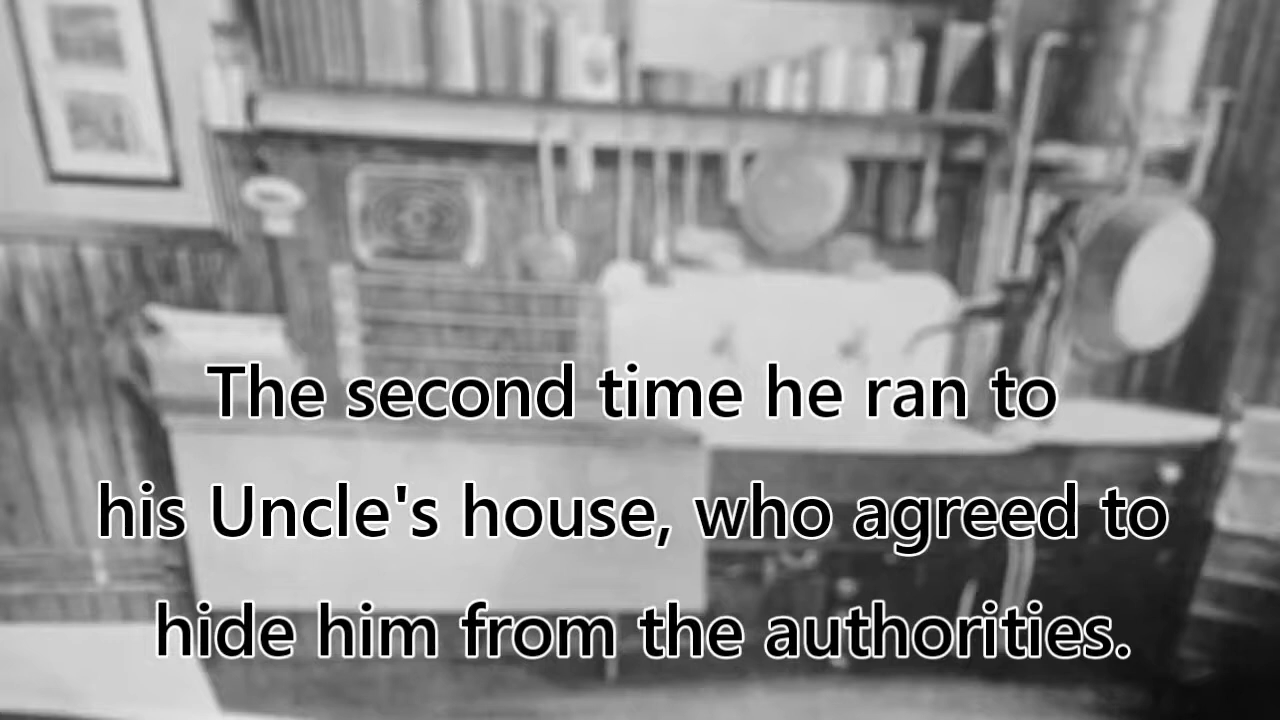 The second time he ran to
his Uncle's house, who agreed to
hide him from the authorities.